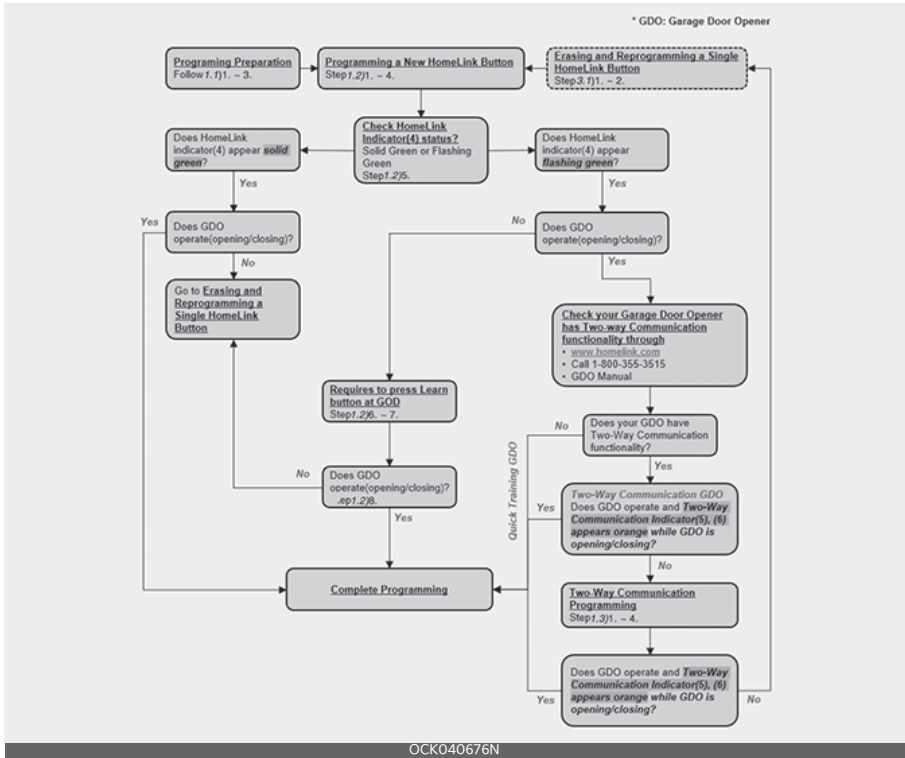 * GDO: Garage Door Opener
Programing Preparation
Follow 1.1)1. ~ 3.
Programming a New HomeLink Button
Step1.2)1. ~ 4.
Erasing and Reprogramming a Single
HomeLink Button
Step3.1)1. ~ 2.
Does HomeLink
indicator(4) appear solid
green?
Check HomeLink
Indicator(4) status?
Solid Green or Flashing
Green
Step1.2)5.
Does HomeLink
indicator(4) appear
flashing green?
Yes
Yes
Yes
Does GDO
operate(opening/closing)?
No
Does GDO
operate(opening/closing)?
No
Yes
Go to Erasing and
Reprogramming a
Single HomeLink
Button
Check your Garage Door Opener
has Two-way Communication
functionality through
• www.homelink.com
• Call 1-800-355-3515
• GDO Manual
Requires to press Learn
button at GOD
Step1.2)6. ~ 7.
No
Does your GDO have
Two-Way Communication
functionality?
Yes
Quick Training GDO
No
Does GDO
operate(opening/closing)?
.ep1.2)8.
Yes
Yes
Two-Way Communication GDO
Does GDO operate and Two-Way
Communication Indicator(5), (6)
appears orange while GDO is
opening/closing?
No
Complete Programming
Two-Way Communication
Programming
Step1.3)1. ~ 4.
Does GDO operate and Two-Way
Communication Indicator(5), (6)
appears orange while GDO is
opening/closing?
Yes
No
OCK040676N